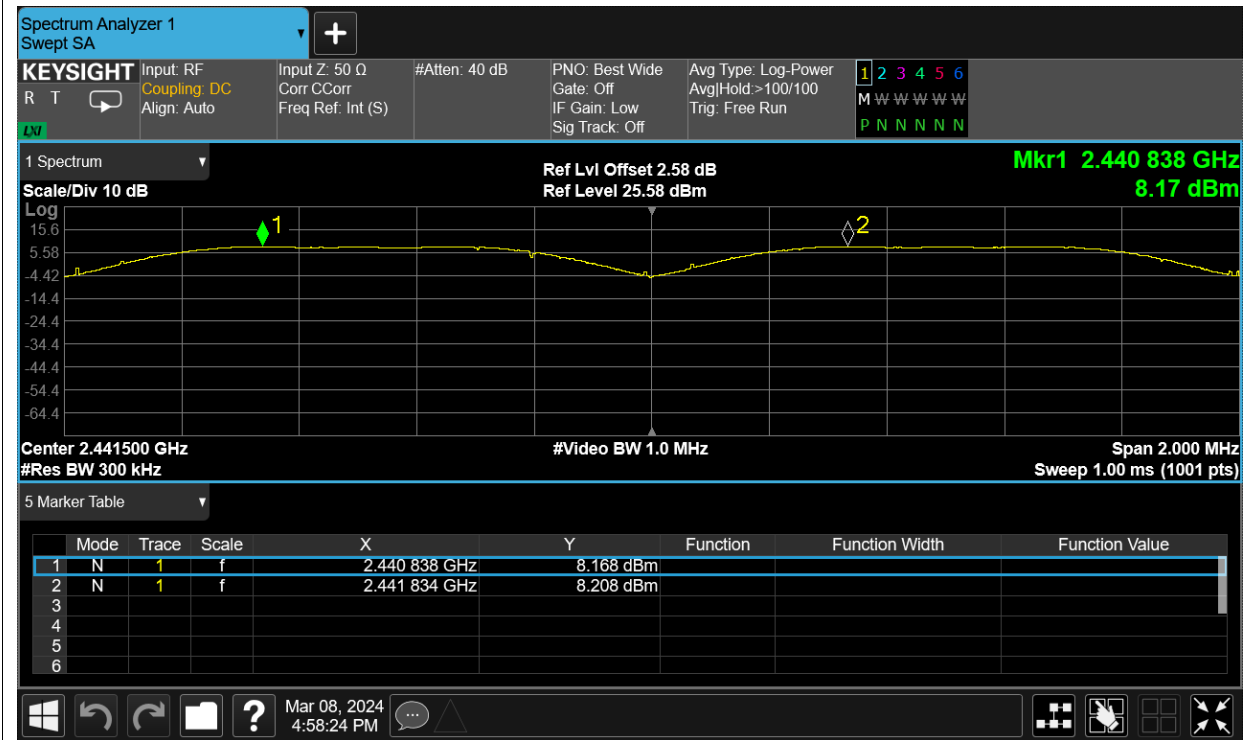 Spectrum Analyzer 1
Swept SA
+
KEYSIGHT Input: RF Input Z: 50 Ω #Atten: 40 dB PNO: Best Wide Avg Type: Log-Power 1 2 3 4 5 6
R T Coupling: DC Corr CCorr Gate: Off Avg|Hold:>100/100 M W W W W W
Align: Auto Freq Ref: Int (S) IF Gain: Low Trig: Free Run
LXI Sig Track: Off P N N N N N
1 Spectrum Ref Lvl Offset 2.58 dB Mkr1 2.440 838 GHz
Scale/Div 10 dB Ref Level 25.58 dBm 8.17 dBm
Log
15.6 1 2
5.58
-4.42
-14.4
-24.4
-34.4
-44.4
-54.4
-64.4
Center 2.441500 GHz #Video BW 1.0 MHz Span 2.000 MHz
#Res BW 300 kHz Sweep 1.00 ms (1001 pts)
5 Marker Table
Mode Trace Scale X Y Function Function Width Function Value
1 N 1 f 2.440 838 GHz 8.168 dBm
2 N 1 f 2.441 834 GHz 8.208 dBm
3
4
5
6
? Mar 08, 2024
4:58:24 PM